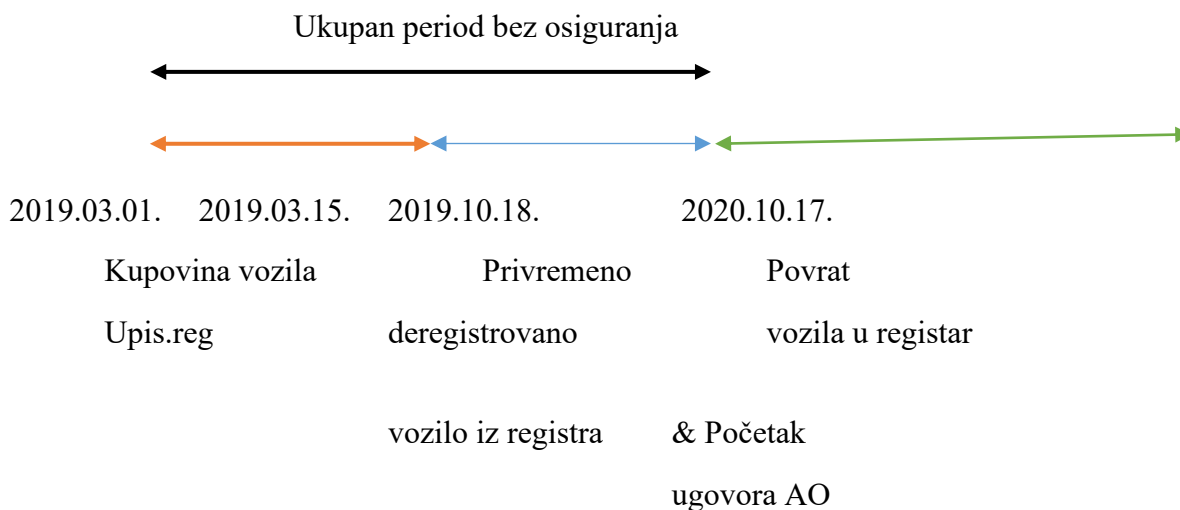 Ukupan period bez osiguranja
2019.03.01. 2019.03.15. 2019.10.18. 2020.10.17.
Kupovina vozila Privremeno Povrat
Upis.reg deregistrovano vozila u registar
vozilo iz registra & Početak
ugovora AO